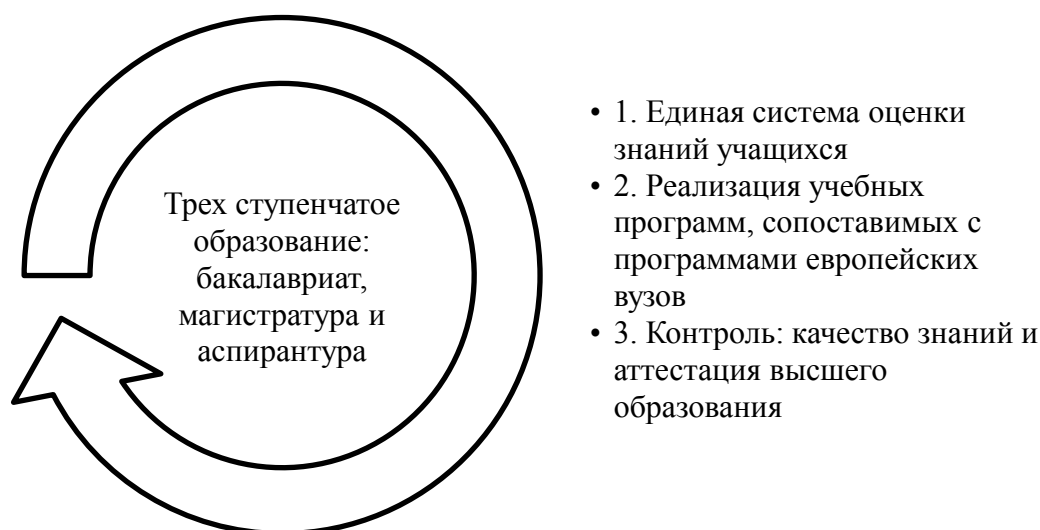 Трех ступенчатое
образование:
бакалавриат,
магистратура и
аспирантура
• 1. Единая система оценки
знаний учащихся
• 2. Реализация учебных
программ, сопоставимых с
программами европейских
вузов
• 3. Контроль: качество знаний и
аттестация высшего
образования